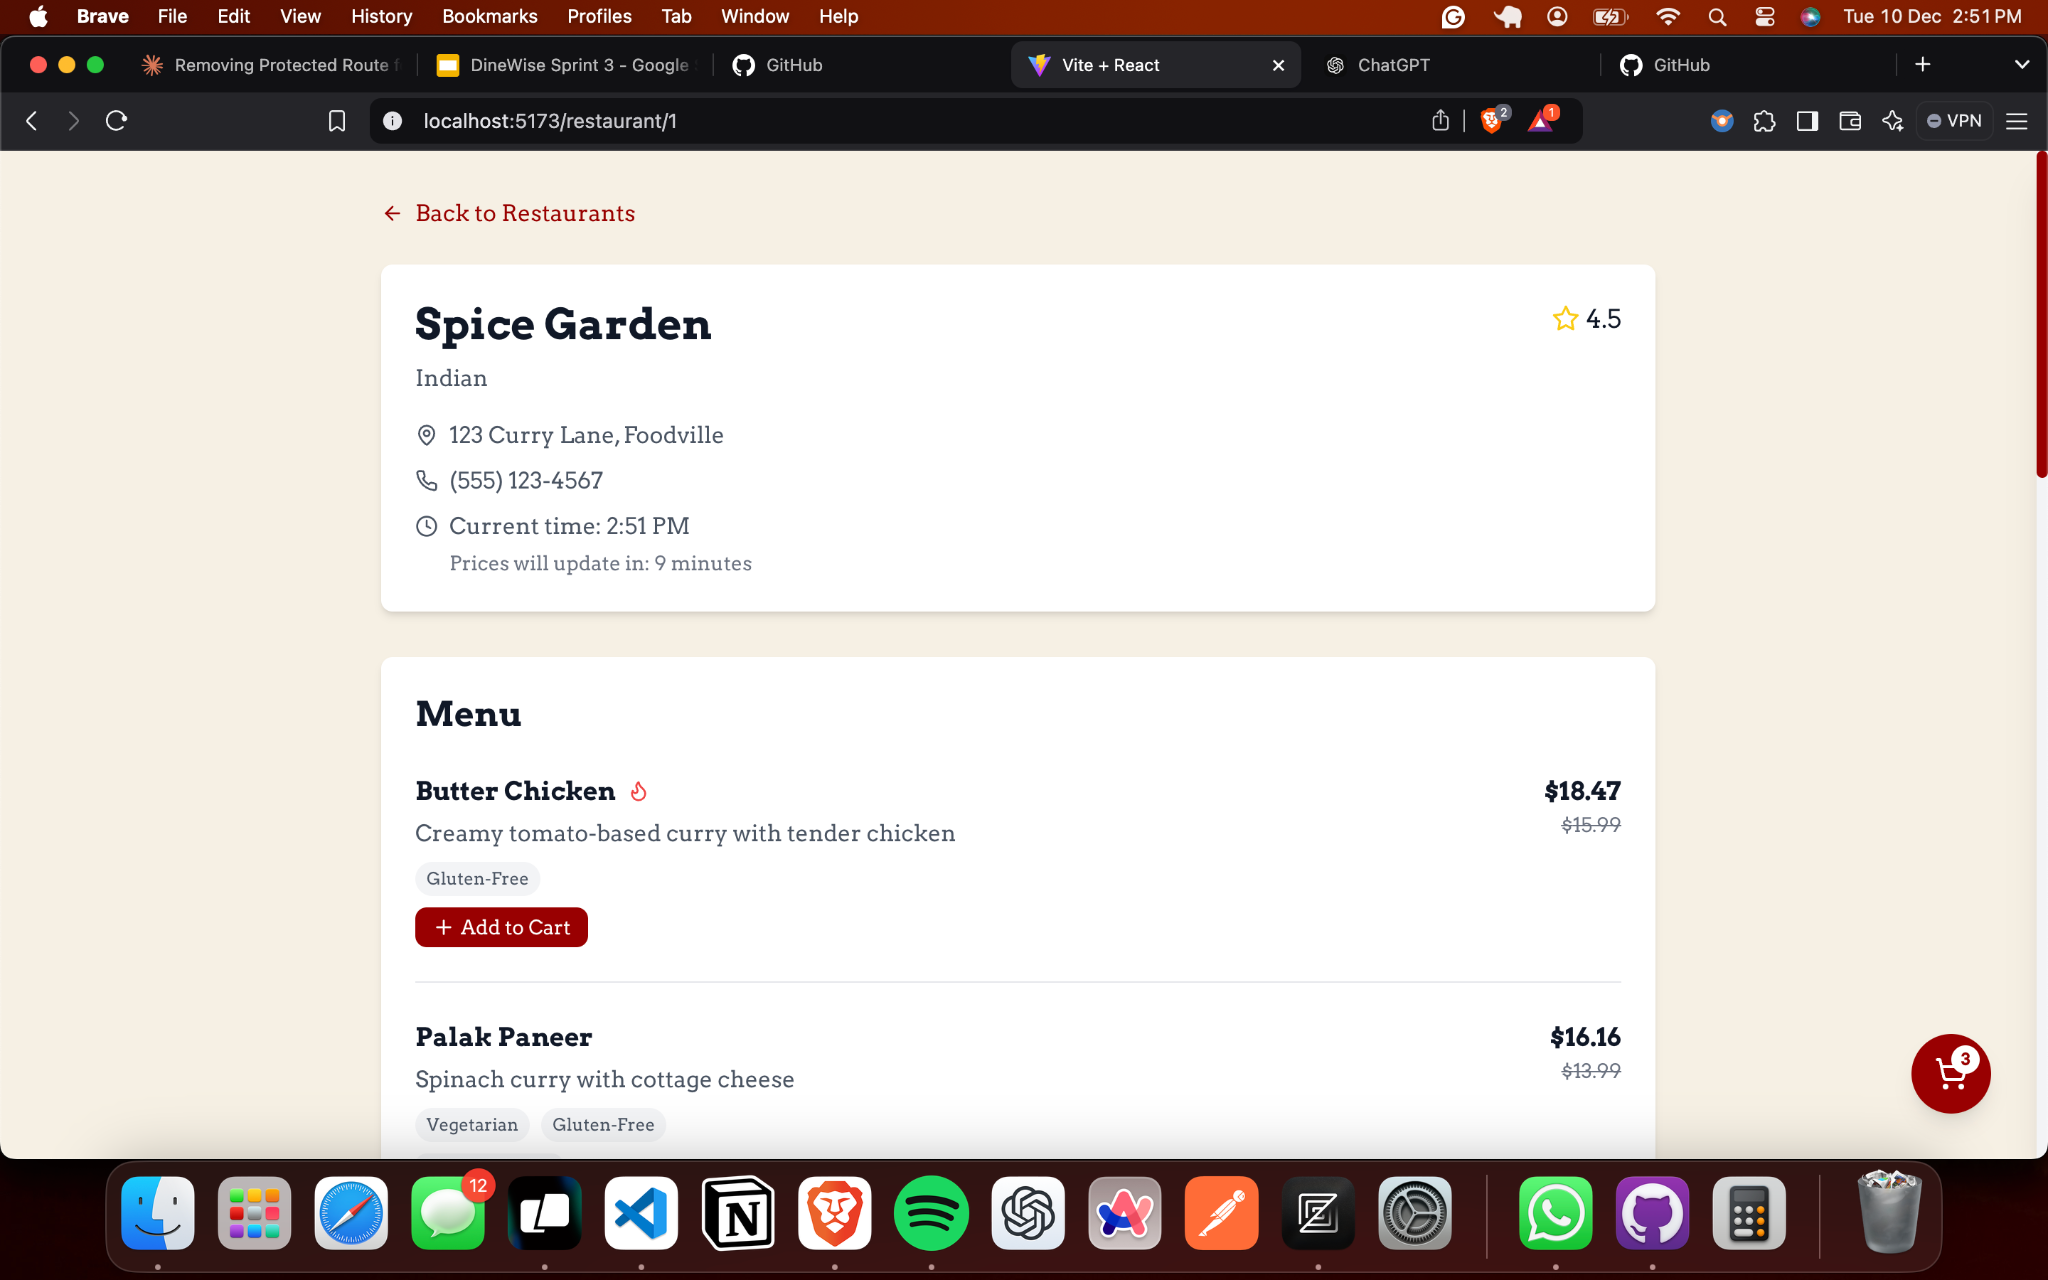 Brave File Edit View History Bookmarks Profiles Tab Window Help Tue 10 Dec 2:51 PM
Removing Protected Route DineWise Sprint 3 - Google GitHub Vite + React ChatGPT GitHub
localhost:5173/restaurant/1 2 1 VPN
Back to Restaurants
Spice Garden 4.5
Indian
123 Curry Lane, Foodville
(555) 123-4567
Current time: 2:51 PM
Prices will update in: 9 minutes
Menu
Butter Chicken $18.47
Creamy tomato-based curry with tender chicken $15.99
Gluten-Free
+ Add to Cart
Palak Paneer $16.16
Spinach curry with cottage cheese $13.99
3
Vegetarian Gluten-Free
12